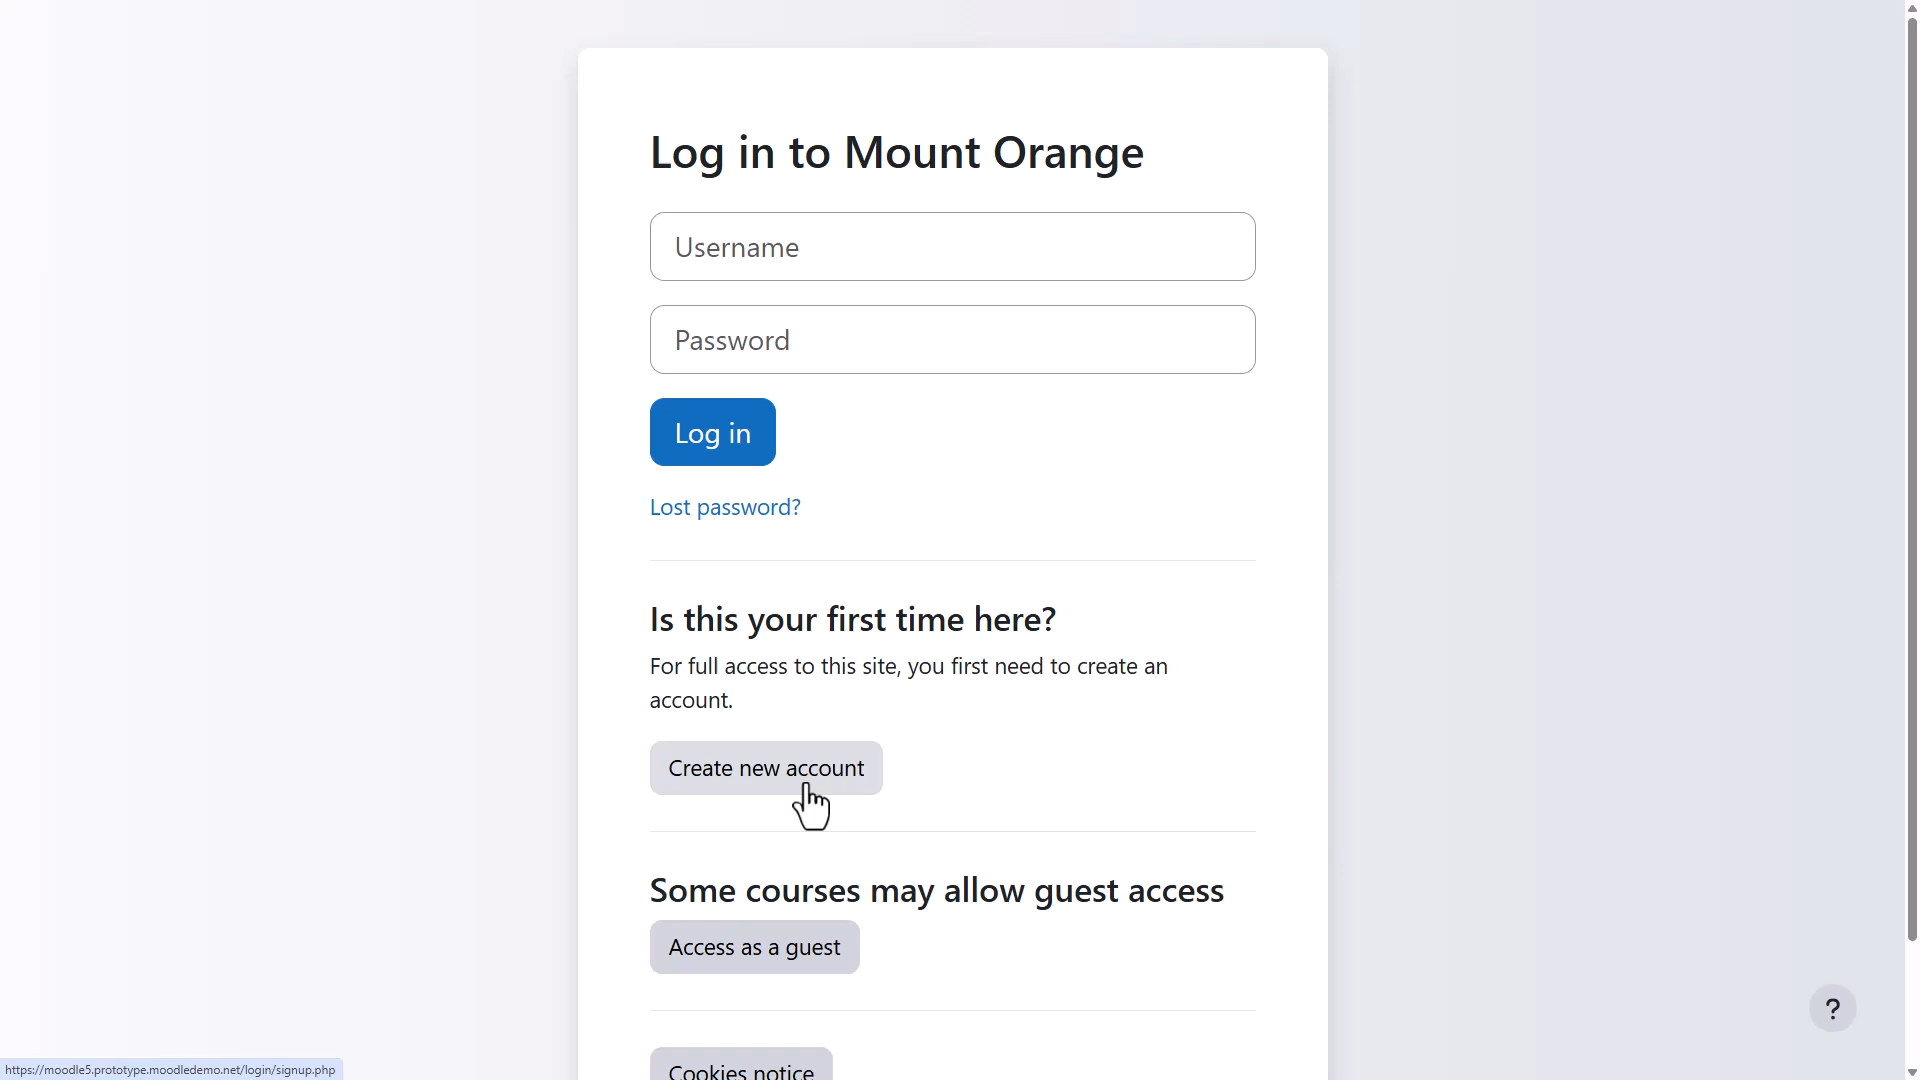 Log in to Mount Orange
Username
Password
Log in
Lost password?
Is this your first time here?
For full access to this site, you first need to create an
account.
Create new account
Some courses may allow guest access
Access as a guest
?
Cookies notice
https://moodle5.prototype.moodledemo.net/login/signup.php